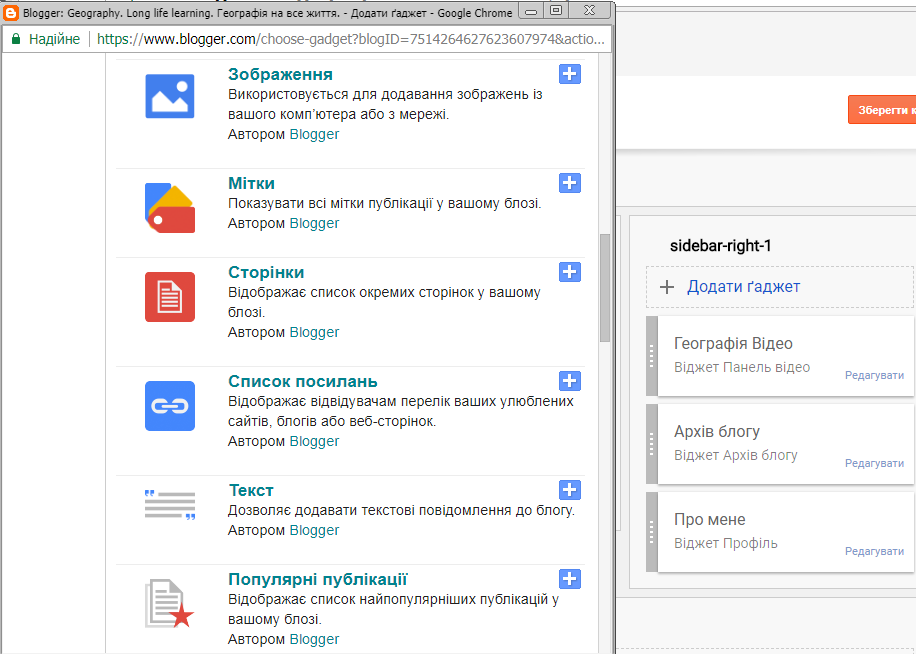 Blogger: Geography. Long life learning. Географія на все життя. - Додати ґаджет - Google Chrome
Надійне
https://www.blogger.com/choose-gadget?blogID=7514264627623607974&actio...
Зображення
Використовується для додавання зображень із
вашого комп’ютера або з мережі.
Автором Blogger
Мітки
Показувати всі мітки публікації у вашому блозі.
Автором Blogger
Сторінки
Відображає список окремих сторінок у вашому
блозі.
Автором Blogger
Список посилань
Відображає відвідувачам перелік ваших улюблених
сайтів, блогів або веб-сторінок.
Автором Blogger
Текст
Дозволяє додавати текстові повідомлення до блогу.
Автором Blogger
Популярні публікації
Відображає список найпопулярніших публікацій у
вашому блозі.
Автором Blogger
Зберегти
sidebar-right-1
Додати ґаджет
Географія Відео
Віджет Панель відео
Редагувати
Архів блогу
Віджет Архів блогу
Редагувати
Про мене
Віджет Профіль
Редагувати